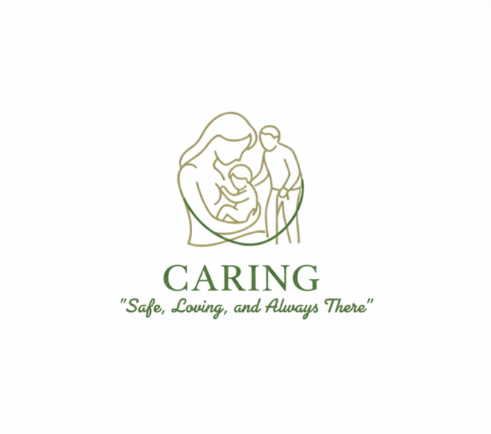 CARING
"Safe, Loving, and Always There"